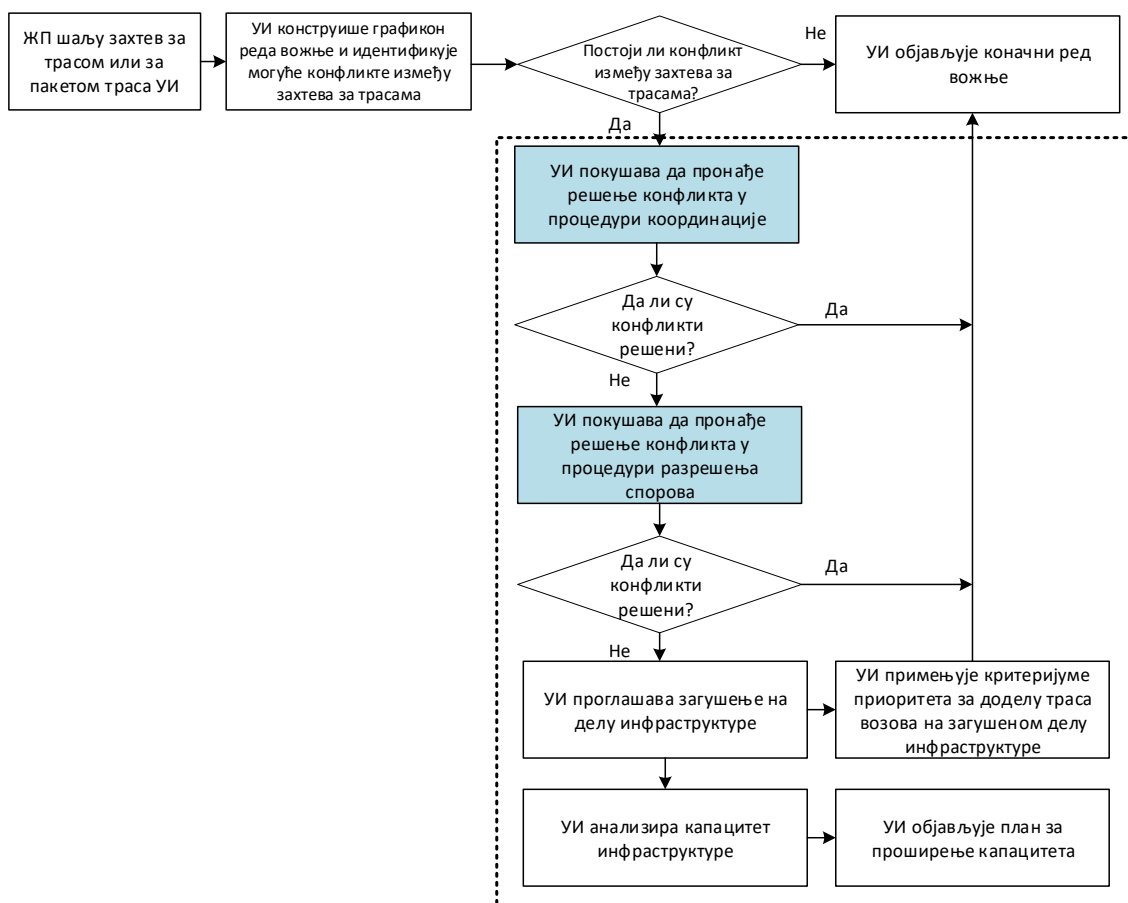 ЖП шаљу захтев за
трасом или за
пакетом траса УИ
УИ конструише графикон
реда вожње и идентификује
могуће конфликте између
захтева за трасама
Постоји ли конфликт
између захтева за
трасама?
Не
УИ објављује коначни ред
вожње
Да
УИ покушава да пронађе
решење конфликта у
процедури координације
Да ли су
конфликти
решени?
Да
Не
УИ покушава да пронађе
решење конфликта у
процедури разрешења
спорова
Да ли су
конфликти
решени?
Да
Не
УИ проглашава загушење на
делу инфраструктуре
УИ примењује критеријуме
приоритета за доделу траса
возова на загушеном делу
инфраструктуре
УИ анализира капацитет
инфраструктуре
УИ објављује план за
проширење капацитета